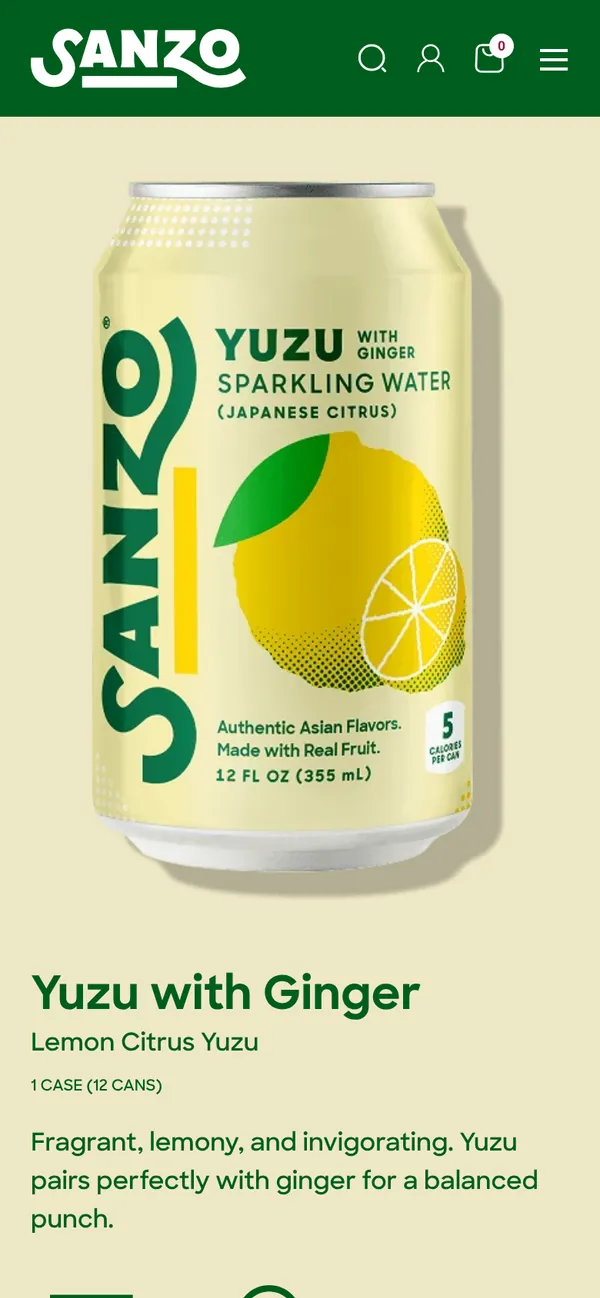 SANZO
0
SANZO®
YUZU WITH GINGER
SPARKLING WATER
(JAPANESE CITRUS)
Authentic Asian Flavors.
Made with Real Fruit.
12 FL OZ (355 mL)
5
CALORIES
PER CAN
Yuzu with Ginger
Lemon Citrus Yuzu
1 CASE (12 CANS)
Fragrant, lemony, and invigorating. Yuzu
pairs perfectly with ginger for a balanced
punch.